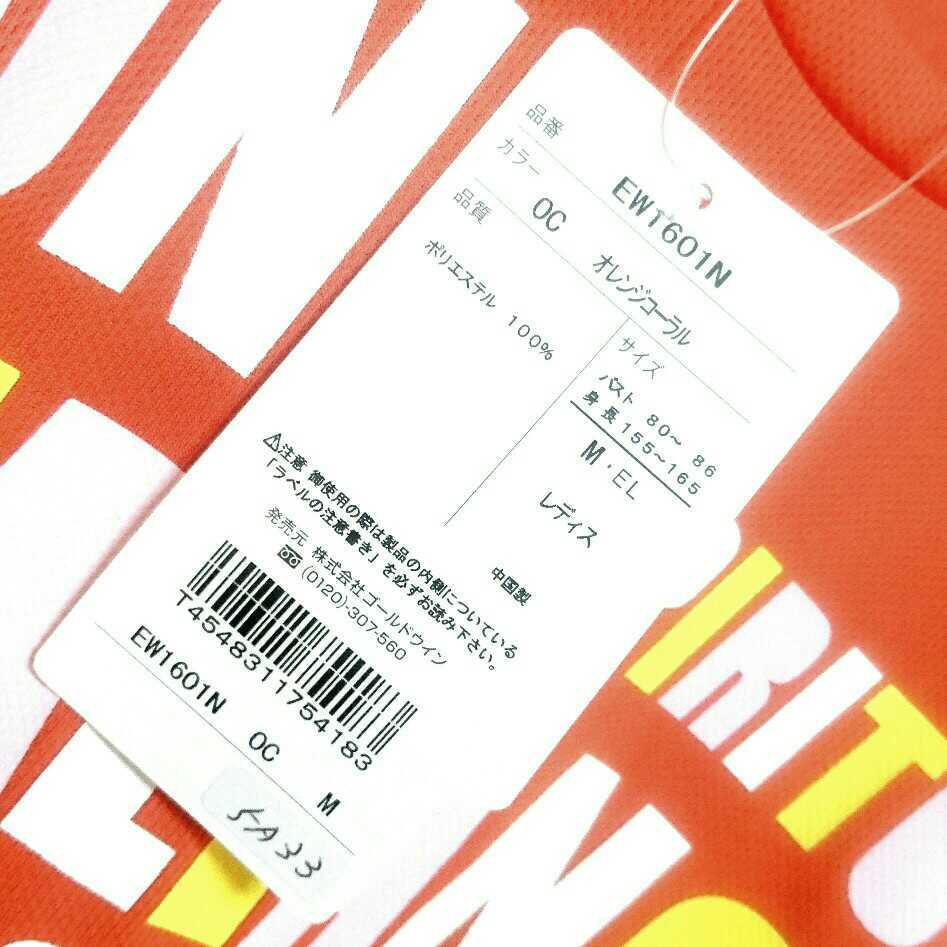 品番
EWT601N
カラー
OC オレンジコーラル
品質
ポリエステル 100%
サイズ
バスト 80~ 86
身長155~165
M・EL
レディス
中国製
⚠注意 御使用の際は製品の内側についている
「ラベルの注意書き」を必ずお読み下さい。
発売元 株式会社ゴールドウイン
(0120)-307-560
T4548311754183
EW1601N OC M
N
IRIT
N